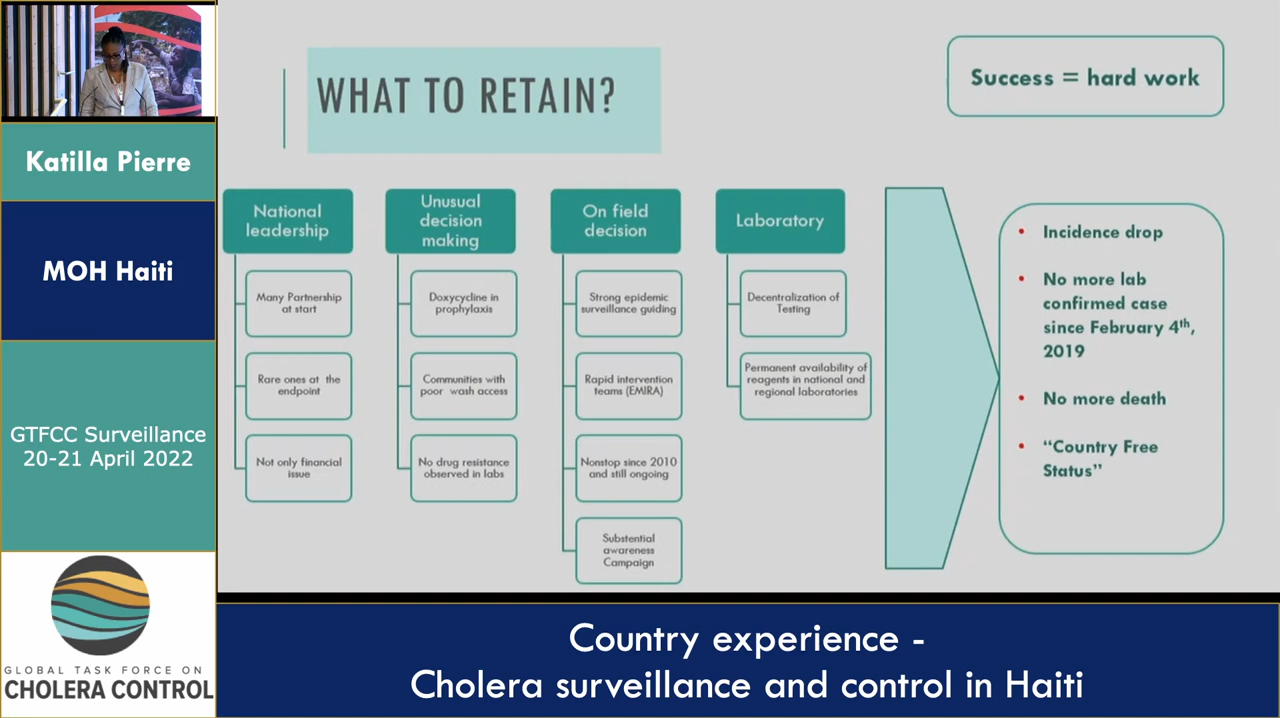 Katilla Pierre
MOH Haiti
GTFCC Surveillance
20-21 April 2022
GLOBAL TASK FORCE ON
CHOLERA CONTROL
WHAT TO RETAIN?
Success = hard work
National
leadership
Many Partnership
at start
Rare ones at the
endpoint
Not only financial
issue
Unusual
decision
making
Doxycycline in
prophylaxis
Communities with
poor wash access
No drug resistance
observed in labs
On field
decision
Strong epidemic
surveillance guiding
Rapid intervention
teams (EMIRA)
Nonstop since 2010
and still ongoing
Substential
awareness
Campaign
Laboratory
Decentralization of
Testing
Permanent availability of
reagents in national and
regional laboratories
• Incidence drop
• No more lab
confirmed case
since February 4th,
2019
• No more death
• “Country Free
Status”
Country experience -
Cholera surveillance and control in Haiti